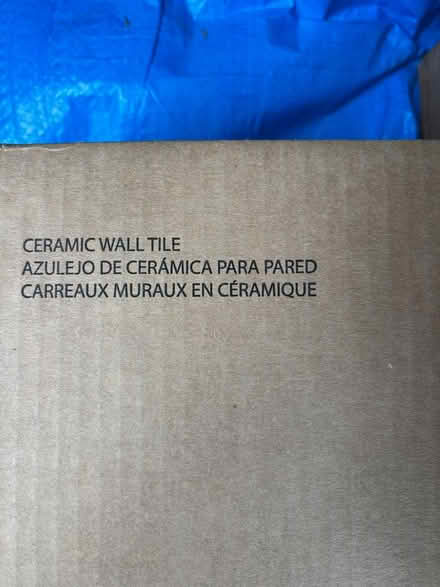 CERAMIC WALL TILE
AZULEJO DE CERÁMICA PARA PARED
CARREAUX MURAUX EN CÉRAMIQUE